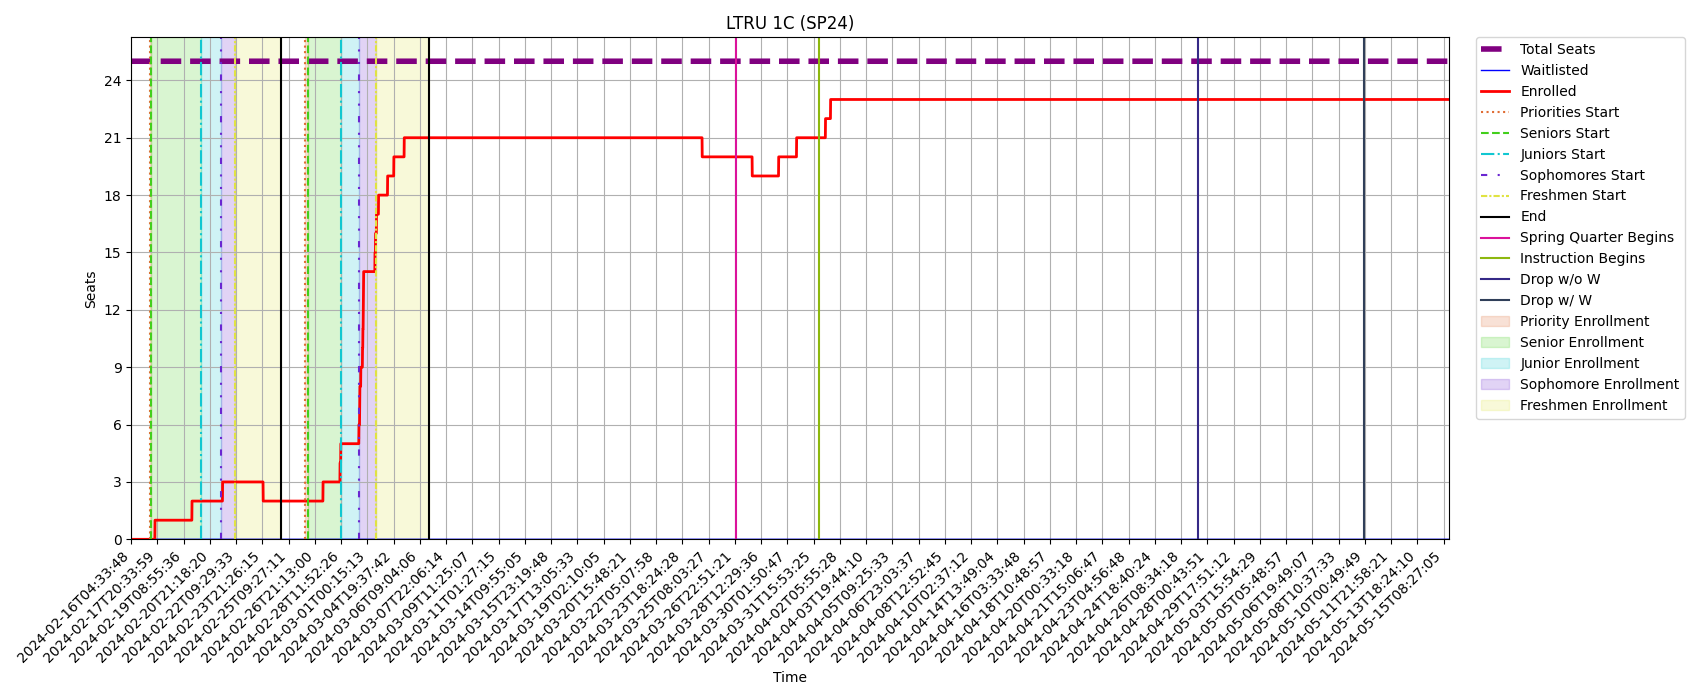 LTRU 1C (SP24)
Seats
24
21
18
15
12
9
6
3
0
2024-02-16T04:33:48
2024-02-17T20:33:59
2024-02-19T08:55:36
2024-02-20T21:18:20
2024-02-22T09:29:33
2024-02-23T21:26:15
2024-02-25T09:27:11
2024-02-26T21:13:00
2024-02-28T11:52:26
2024-03-01T00:15:13
2024-03-04T19:37:42
2024-03-06T09:04:06
2024-03-07T22:06:14
2024-03-11T01:27:15
2024-03-14T09:55:05
2024-03-15T23:19:48
2024-03-17T13:05:33
2024-03-19T02:10:05
2024-03-20T15:48:21
2024-03-22T05:07:58
2024-03-23T18:24:28
2024-03-25T08:03:27
2024-03-26T22:51:21
2024-03-28T12:29:36
2024-03-30T01:50:47
2024-03-31T15:53:25
2024-04-02T05:55:28
2024-04-03T19:44:10
2024-04-05T09:25:33
2024-04-06T23:03:37
2024-04-08T12:52:45
2024-04-10T02:37:12
2024-04-14T13:49:04
2024-04-16T03:33:48
2024-04-18T10:48:57
2024-04-20T05:33:18
2024-04-21T15:06:47
2024-04-23T04:56:48
2024-04-24T18:40:24
2024-04-26T08:34:18
2024-04-28T00:43:51
2024-04-29T17:51:12
2024-05-03T15:54:29
2024-05-05T05:48:57
2024-05-06T19:49:07
2024-05-08T10:37:33
2024-05-10T00:49:49
2024-05-11T21:58:21
2024-05-13T18:24:10
2024-05-15T08:27:05
Time
Total Seats
Waitlisted
Enrolled
Priorities Start
Seniors Start
Juniors Start
Sophomores Start
Freshmen Start
End
Spring Quarter Begins
Instruction Begins
Drop w/o W
Drop w/ W
Priority Enrollment
Senior Enrollment
Junior Enrollment
Sophomore Enrollment
Freshmen Enrollment